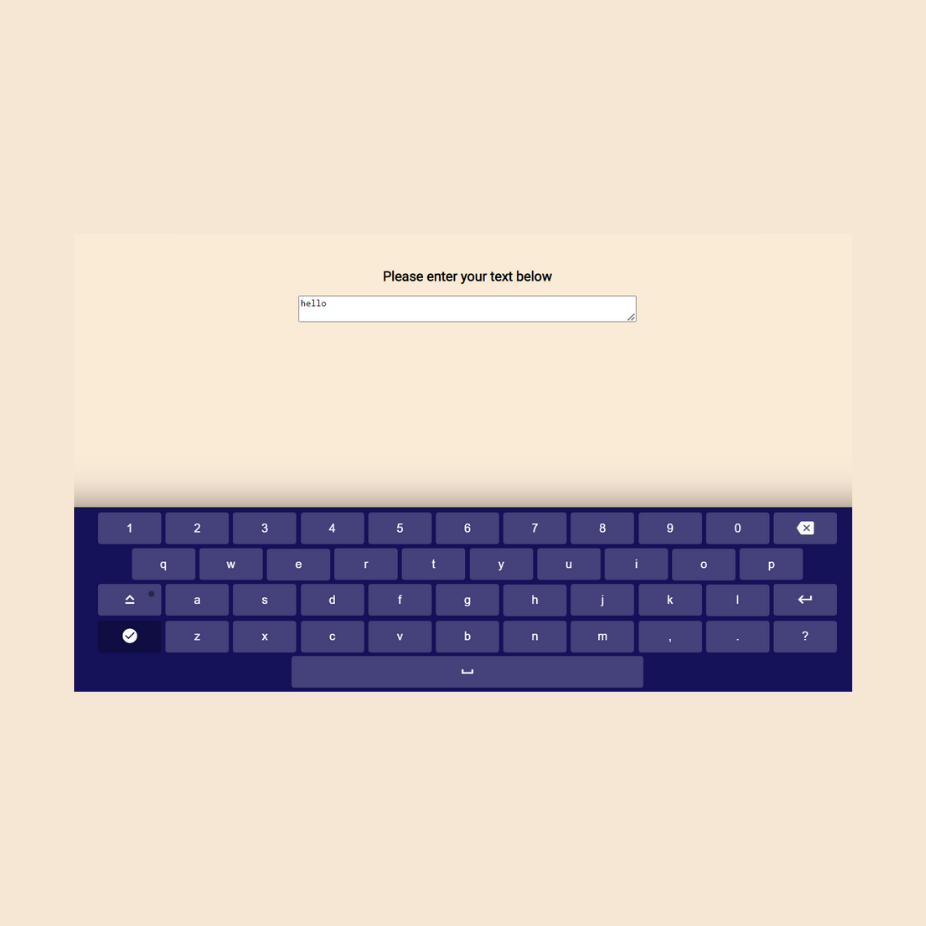 Please enter your text below
hello
1 2 3 4 5 6 7 8 9 0
q w e r t y u i o p
a s d f g h j k l
z x c v b n m , . ?